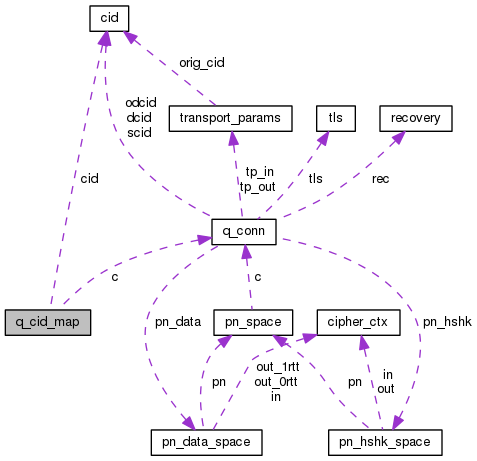 cid
orig_cid
odcid
dcid
scid
transport_params
tls
recovery
cid
tp_in
tp_out
tls
rec
q_conn
c
c
q_cid_map
pn_data
pn_space
cipher_ctx
pn_hshk
out_1rtt
out_0rtt
in
pn
pn
in
out
pn_data_space
pn_hshk_space